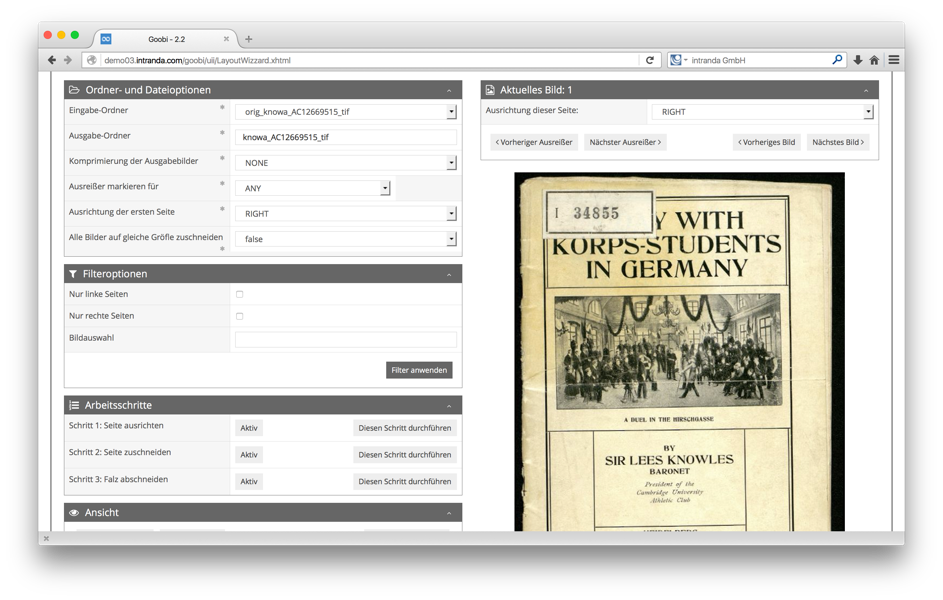 Goobi - 2.2
demo03.intranda.com/goobi/uii/LayoutWizzard.xhtml
intranda GmbH
Ordner- und Dateioptionen
Eingabe-Ordner * orig_knowa_AC12669515_tif
Ausgabe-Ordner * knowa_AC12669515_tif
Komprimierung der Ausgabebilder * NONE
Ausreißer markieren für * ANY
Ausrichtung der ersten Seite * RIGHT
Alle Bilder auf gleiche Größe zuschneiden * false
Filteroptionen
Nur linke Seiten
Nur rechte Seiten
Bildauswahl
Filter anwenden
Arbeitsschritte
Schritt 1: Seite ausrichten Aktiv Diesen Schritt durchführen
Schritt 2: Seite zuschneiden Aktiv Diesen Schritt durchführen
Schritt 3: Falz abschneiden Aktiv Diesen Schritt durchführen
Ansicht
Aktuelles Bild: 1
Ausrichtung dieser Seite: RIGHT
‹ Vorheriger Ausreißer Nächster Ausreißer › ‹ Vorheriges Bild Nächstes Bild ›
I 34855
Y WITH
KORPS-STUDENTS
IN GERMANY
A DUEL IN THE HIRSCHGASSE
BY
SIR LEES KNOWLES
BARONET
President of the
Cambridge University
Athletic Club